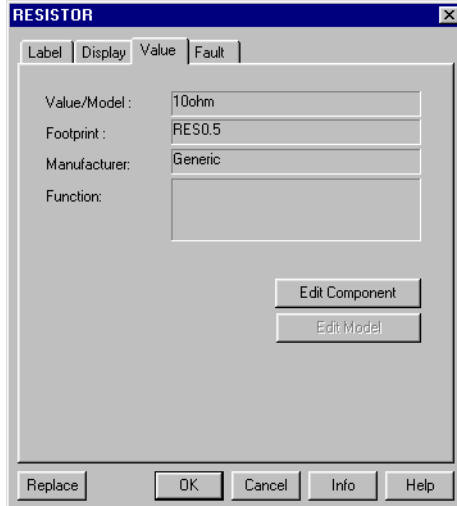 RESISTOR
Label Display Value Fault
Value/Model : 10ohm
Footprint : RES0.5
Manufacturer: Generic
Function:
Edit Component
Edit Model
Replace OK Cancel Info Help